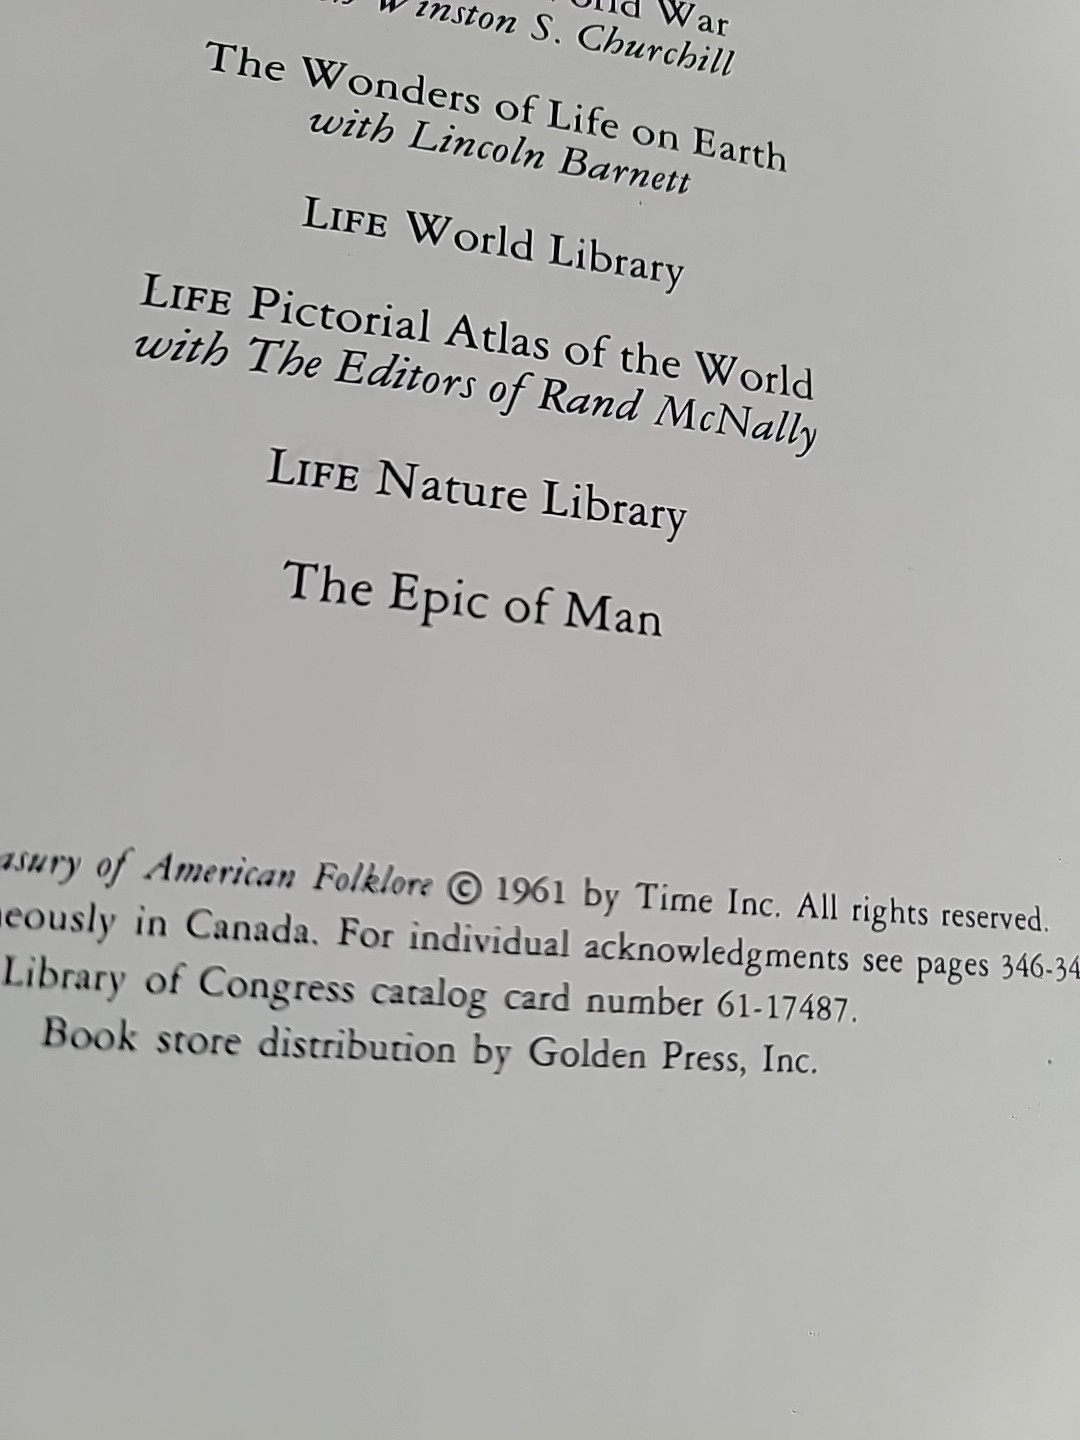 World War
Winston S. Churchill
The Wonders of Life on Earth
with Lincoln Barnett
LIFE World Library
LIFE Pictorial Atlas of the World
with The Editors of Rand McNally
LIFE Nature Library
The Epic of Man
asury of American Folklore © 1961 by Time Inc. All rights reserved.
neously in Canada. For individual acknowledgments see pages 346-34
Library of Congress catalog card number 61-17487.
Book store distribution by Golden Press, Inc.